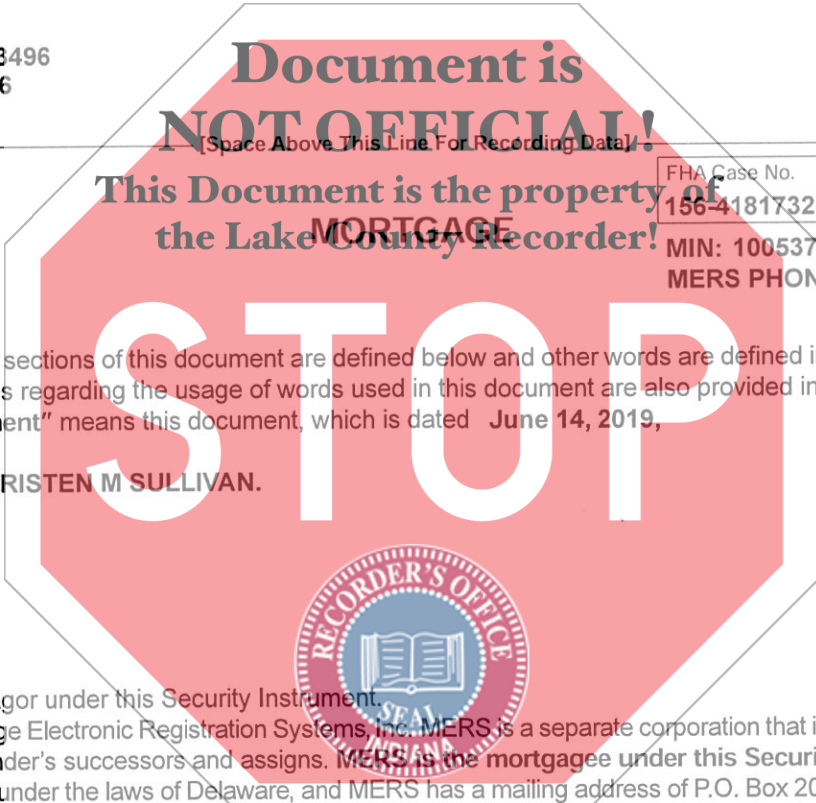 3496
6
Document is
NOT OFFICIAL!
[Space Above This Line For Recording Data]
This Document is the property of
the Lake County Recorder!
FHA Case No.
156-4181732
MORTGAGE
MIN: 100537
MERS PHON
sections of this document are defined below and other words are defined i
s regarding the usage of words used in this document are also provided in
ent" means this document, which is dated June 14, 2019,
RISTEN M SULLIVAN.
STOP
RECORDER'S OFFICE
SEAL
INDIANA
gor under this Security Instrument.
ge Electronic Registration Systems, Inc. MERS is a separate corporation that i
der's successors and assigns. MERS is the mortgagee under this Securi
under the laws of Delaware, and MERS has a mailing address of P.O. Box 20